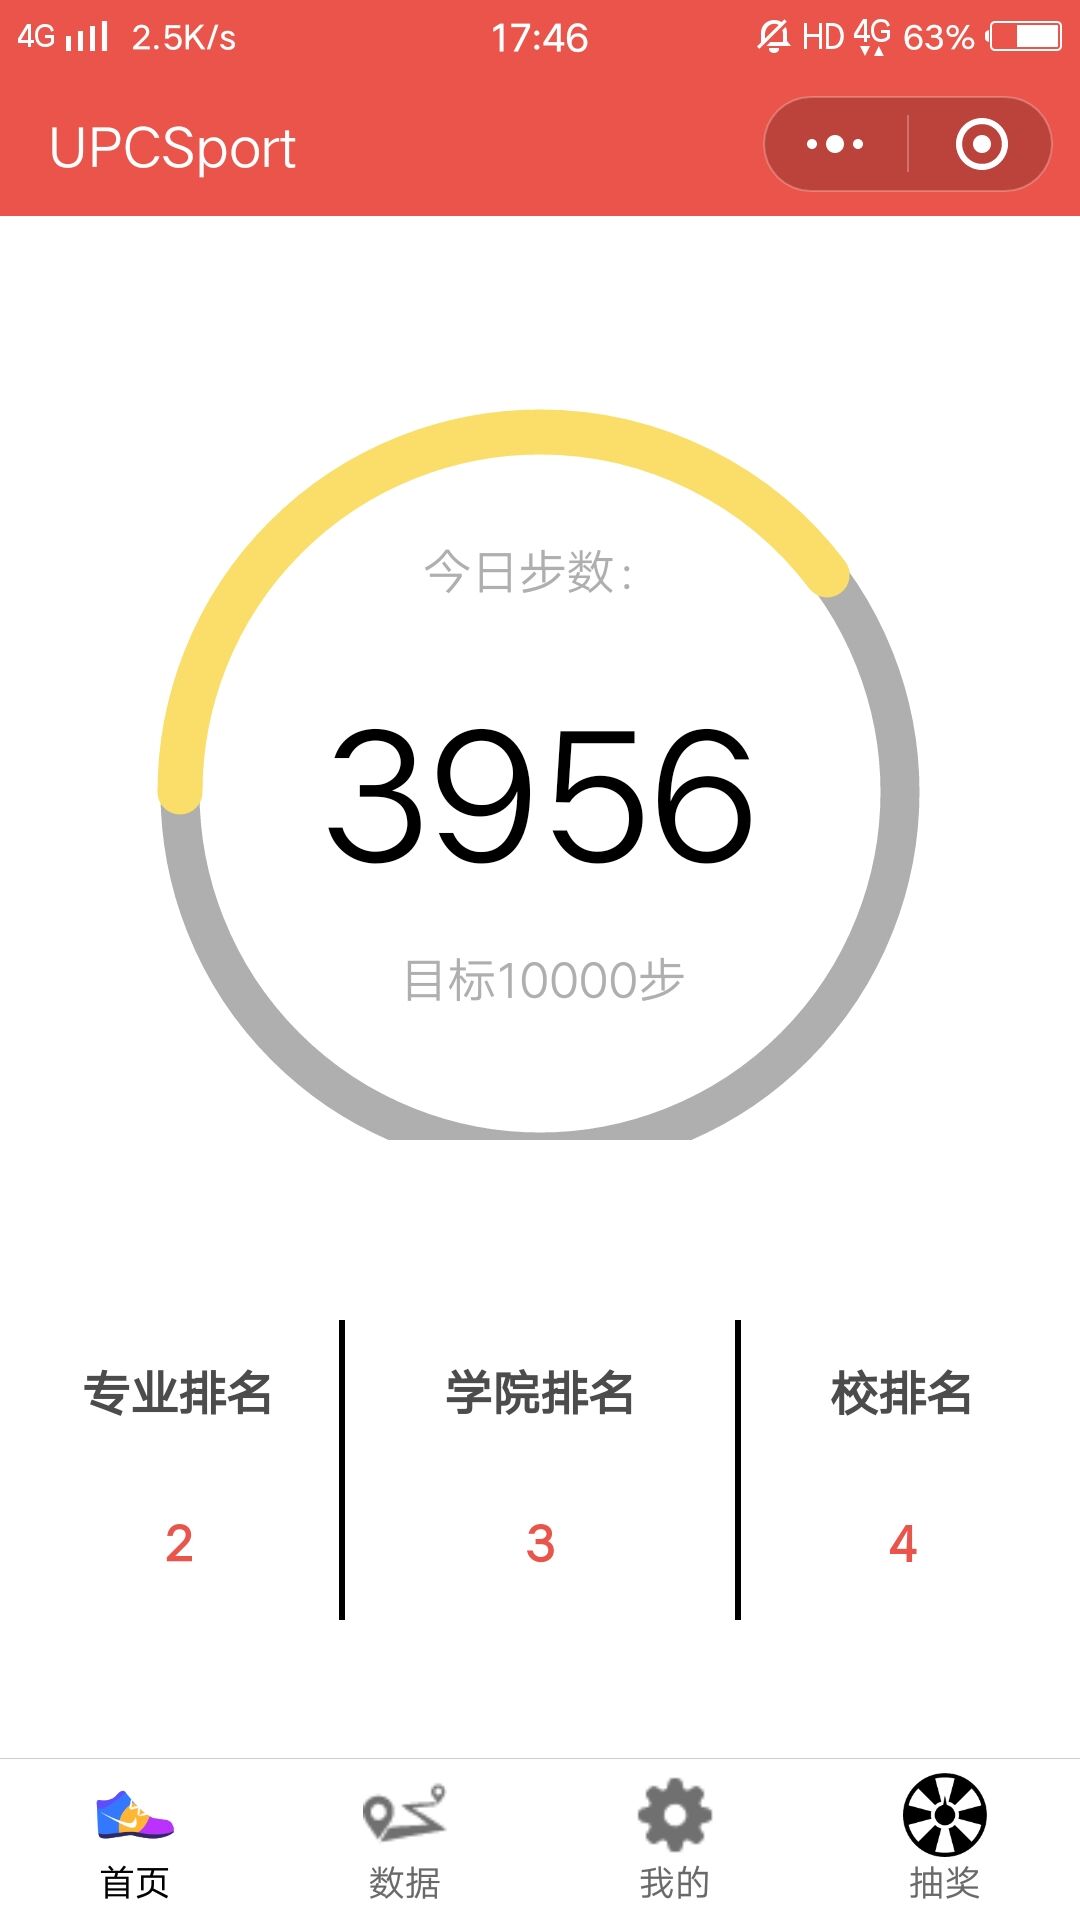 4G 2.5K/s 17:46 HD 4G 63%
UPCSport
今日步数:
3956
目标10000步
专业排名 学院排名 校排名
2 3 4
首页 数据 我的 抽奖